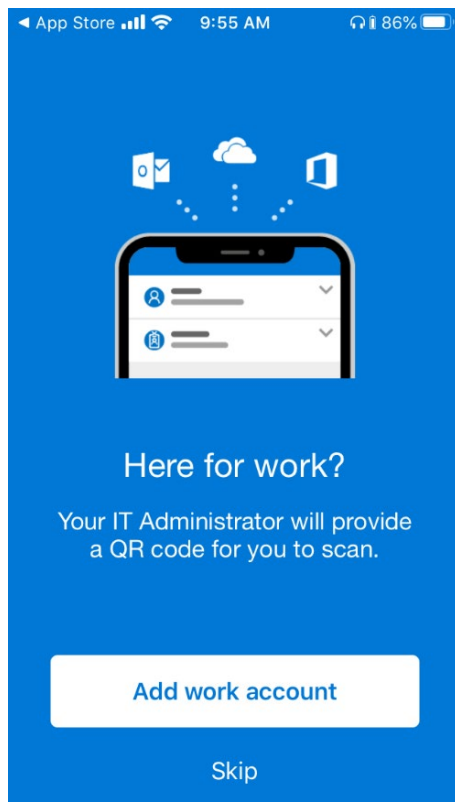 App Store 9:55 AM 86%
Here for work?
Your IT Administrator will provide
a QR code for you to scan.
Add work account
Skip